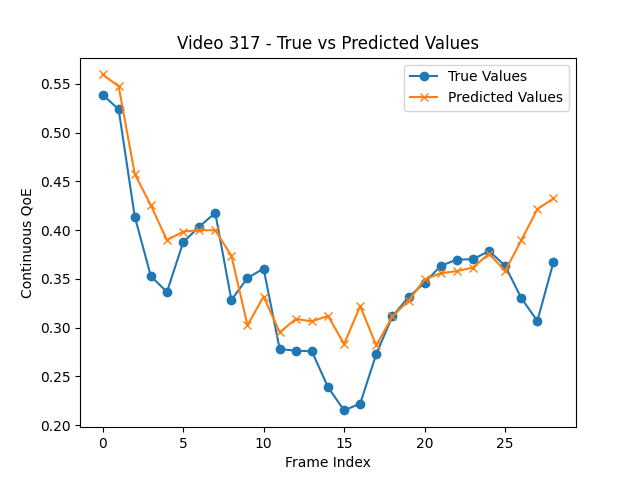 Video 317 - True vs Predicted Values
True Values
Predicted Values
Continuous QoE
0.55
0.50
0.45
0.40
0.35
0.30
0.25
0.20
0 5 10 15 20 25
Frame Index